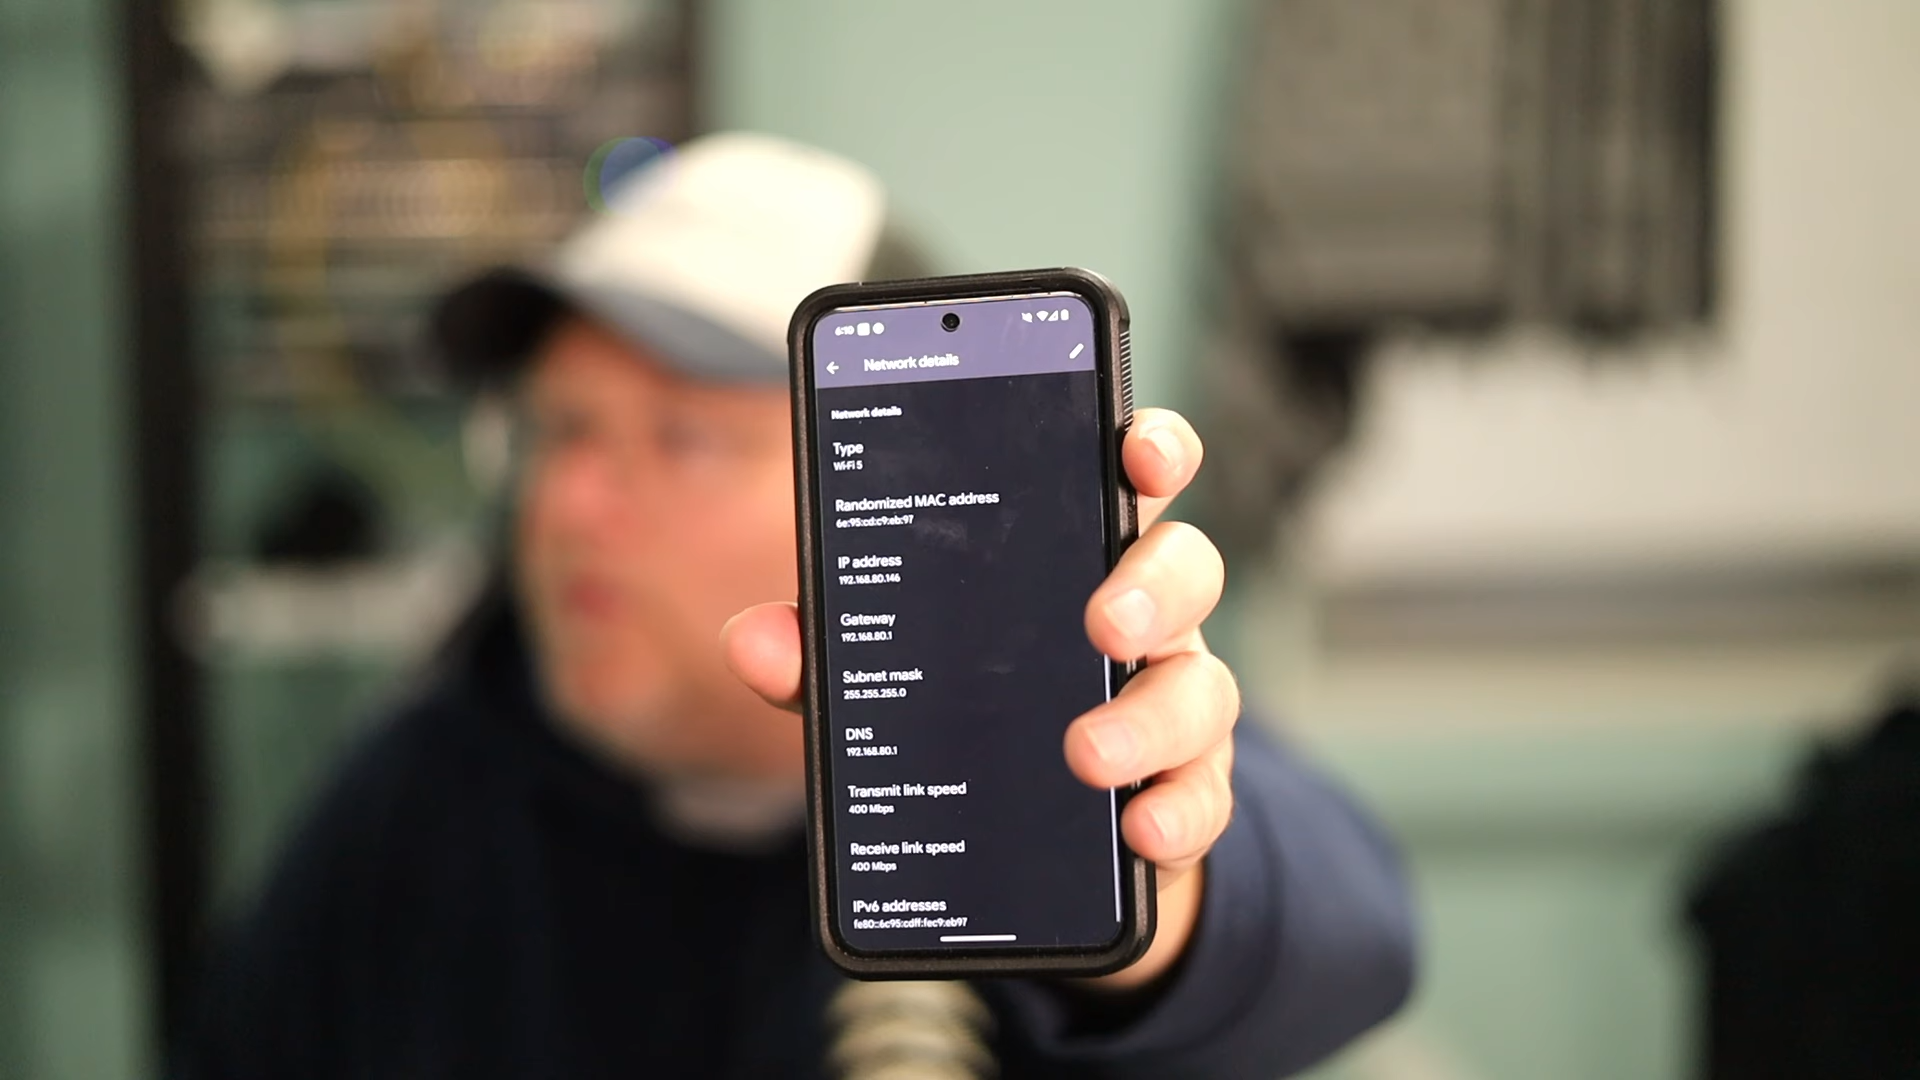 6:10
Network details
Network details
Type
Wi-Fi 5
Randomized MAC address
6e:95:cd:c9:eb:97
IP address
192.168.80.146
Gateway
192.168.80.1
Subnet mask
255.255.255.0
DNS
192.168.80.1
Transmit link speed
400 Mbps
Receive link speed
400 Mbps
IPv6 addresses
fe80::6c95:cdff:fec9:eb97